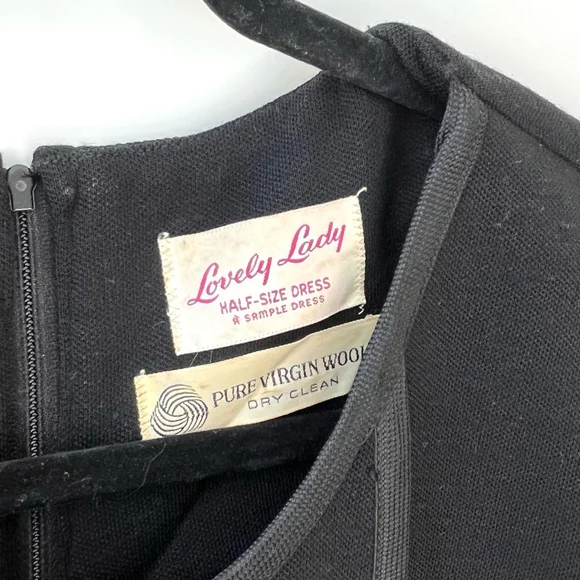 Lovely Lady
HALF-SIZE DRESS
A SAMPLE DRESS
PURE VIRGIN WOOL
DRY CLEAN